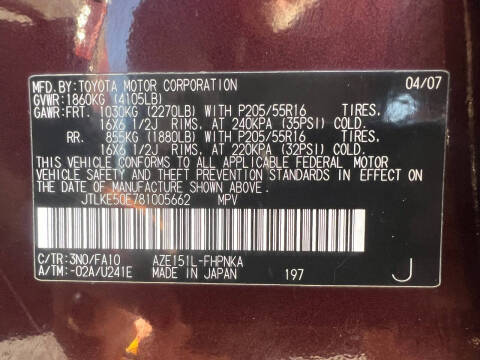 MFD. BY: TOYOTA MOTOR CORPORATION 04/07
GVWR: 1860KG (4105LB)
GAWR: FRT. 1030KG (2270LB) WITH P205/55R16 TIRES,
16X6 1/2J RIMS, AT 240KPA (35PSI) COLD.
RR. 855KG (1880LB) WITH P205/55R16 TIRES,
16X6 1/2J RIMS, AT 220KPA (32PSI) COLD.
THIS VEHICLE CONFORMS TO ALL APPLICABLE FEDERAL MOTOR
VEHICLE SAFETY AND THEFT PREVENTION STANDARDS IN EFFECT
ON THE DATE OF MANUFACTURE SHOWN ABOVE.
JTLKE50E781005662 MPV
C/TR: 3N0/FA10 AZE151L-FHPNKA
A/TM: -02A/U241E MADE IN JAPAN 197 J